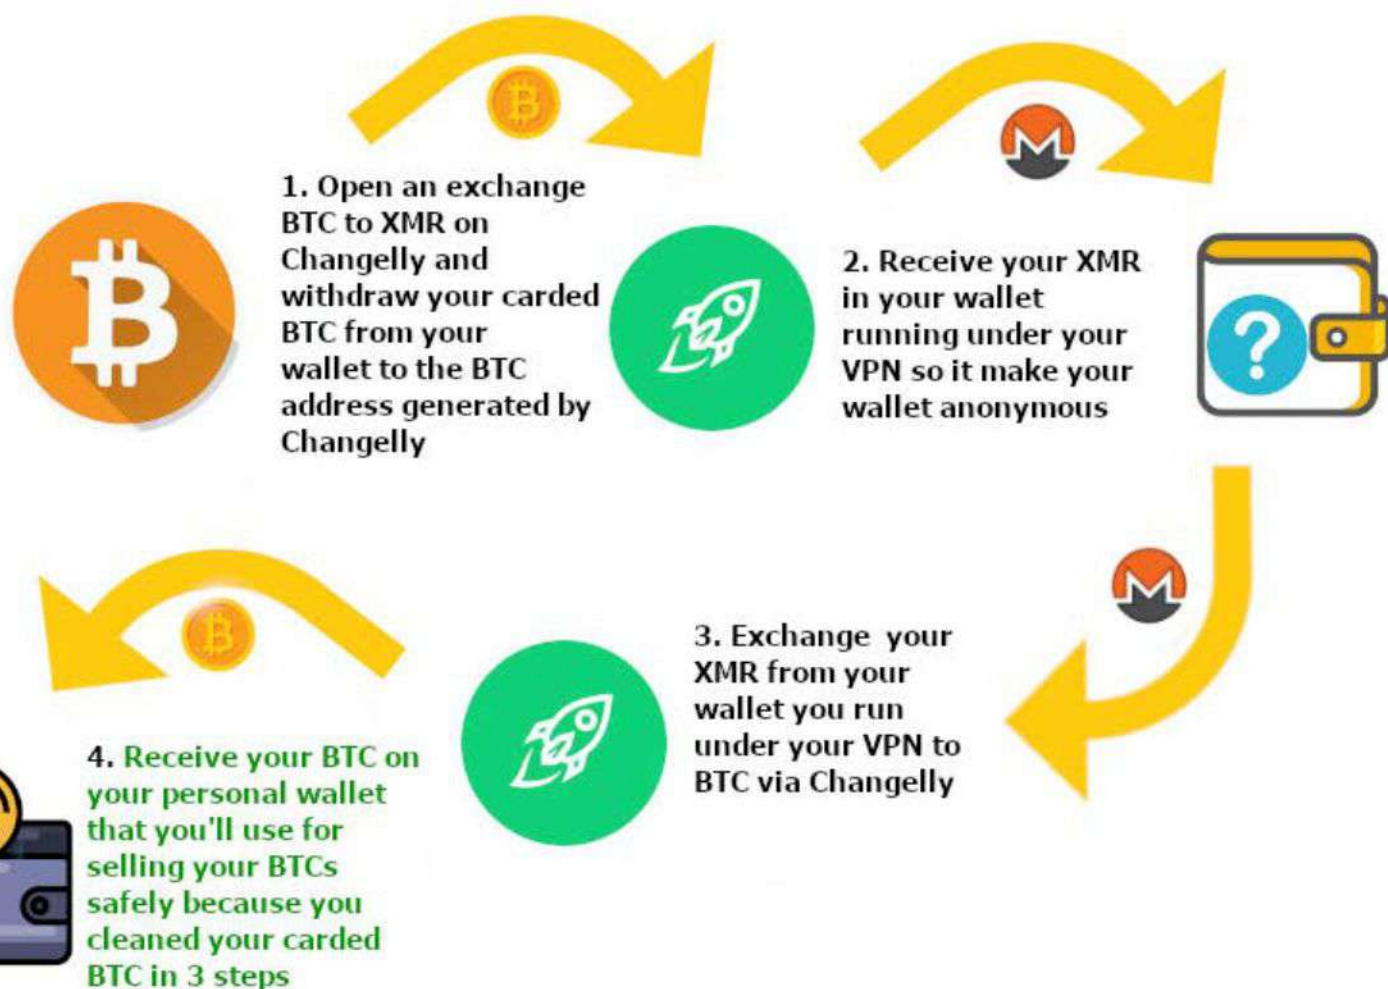 1. Open an exchange
BTC to XMR on
Changelly and
withdraw your carded
BTC from your
wallet to the BTC
address generated by
Changelly
2. Receive your XMR
in your wallet
running under your
VPN so it make your
wallet anonymous
3. Exchange your
XMR from your
wallet you run
under your VPN to
BTC via Changelly
4. Receive your BTC on
your personal wallet
that you'll use for
selling your BTCs
safely because you
cleaned your carded
BTC in 3 steps